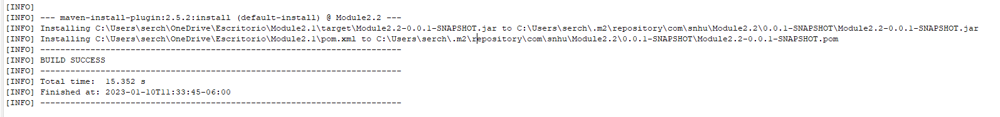 [INFO]
[INFO] --- maven-install-plugin:2.5.2:install (default-install) @ Module2.2 ---
[INFO] Installing C:\Users\serch\OneDrive\Escritorio\Module2.1\target\Module2.2-0.0.1-SNAPSHOT.jar to C:\Users\serch\.m2\repository\com\snhu\Module2.2\0.0.1-SNAPSHOT\Module2.2-0.0.1-SNAPSHOT.jar
[INFO] Installing C:\Users\serch\OneDrive\Escritorio\Module2.1\pom.xml to C:\Users\serch\.m2\repository\com\snhu\Module2.2\0.0.1-SNAPSHOT\Module2.2-0.0.1-SNAPSHOT.pom
[INFO] ------------------------------------------------------------------------
[INFO] BUILD SUCCESS
[INFO] ------------------------------------------------------------------------
[INFO] Total time:  15.352 s
[INFO] Finished at: 2023-01-10T11:33:45-06:00
[INFO] ------------------------------------------------------------------------